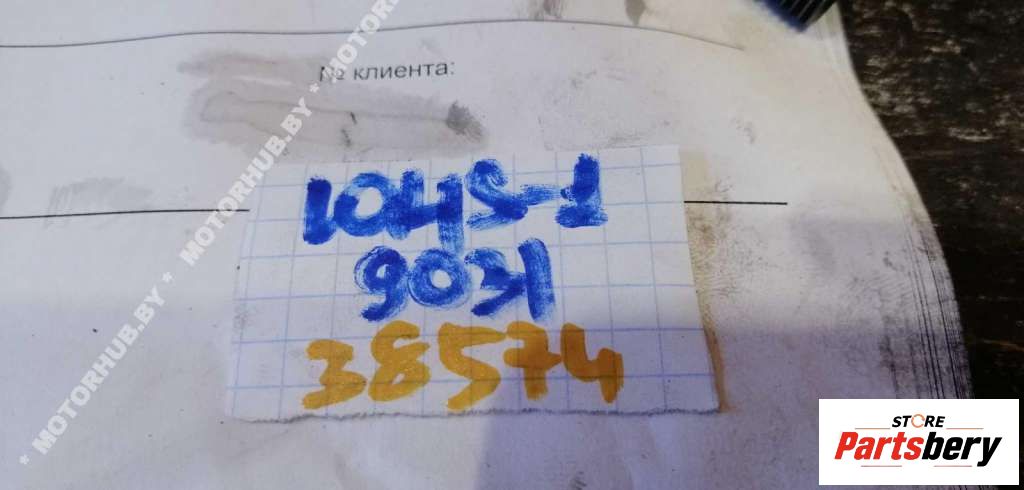 № клиента:
1045-1
9031
38574
* MOTORHUB.BY * MOTORHUB.BY * MOTORHUB.BY
STORE
Partsbery